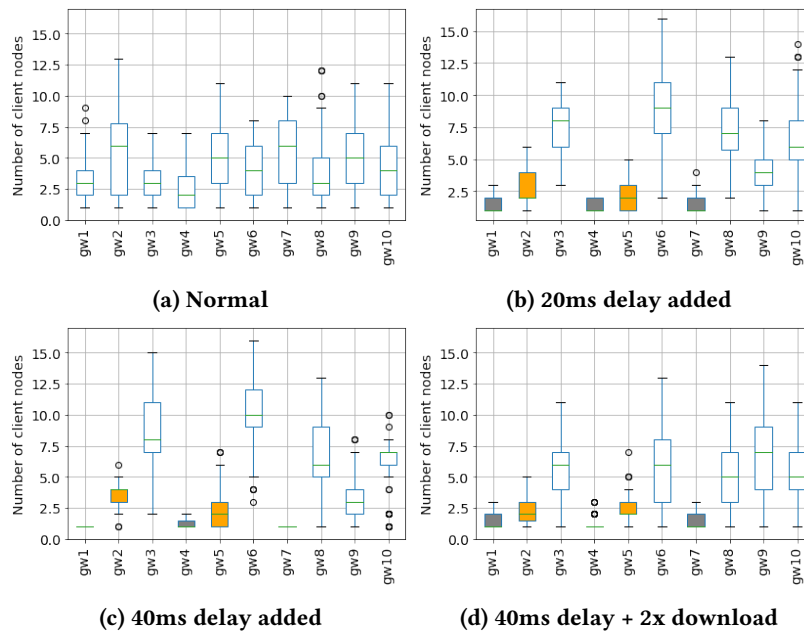 Number of client nodes
15.0
12.5
10.0
7.5
5.0
2.5
0.0
gw1 gw2 gw3 gw4 gw5 gw6 gw7 gw8 gw9 gw10
(a) Normal
Number of client nodes
15.0
12.5
10.0
7.5
5.0
2.5
gw1 gw2 gw3 gw4 gw5 gw6 gw7 gw8 gw9 gw10
(b) 20ms delay added
Number of client nodes
15.0
12.5
10.0
7.5
5.0
2.5
0.0
gw1 gw2 gw3 gw4 gw5 gw6 gw7 gw8 gw9 gw10
(c) 40ms delay added
Number of client nodes
15.0
12.5
10.0
7.5
5.0
2.5
0.0
gw1 gw2 gw3 gw4 gw5 gw6 gw7 gw8 gw9 gw10
(d) 40ms delay + 2x download